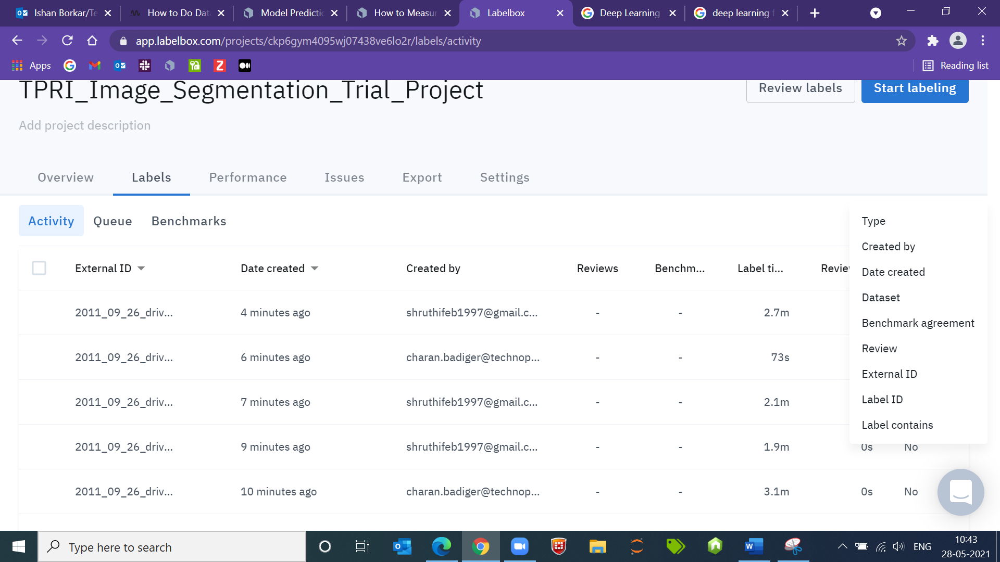 Ishan Borkar/Te
How to Do Dat
Model Predictio
How to Measur
Labelbox
Deep Learning
deep learning f
app.labelbox.com/projects/ckp6gym4095wj07438ve6lo2r/labels/activity
Apps
Reading list
TPRI_Image_Segmentation_Trial_Project
Review labels
Start labeling
Add project description
Overview Labels Performance Issues Export Settings
Activity Queue Benchmarks
External ID Date created Created by Reviews Benchm... Label ti... Review
2011_09_26_driv... 4 minutes ago shruthifeb1997@gmail.c... - - 2.7m
2011_09_26_driv... 6 minutes ago charan.badiger@technop... - - 73s
2011_09_26_driv... 7 minutes ago shruthifeb1997@gmail.c... - - 2.1m
2011_09_26_driv... 9 minutes ago shruthifeb1997@gmail.c... - - 1.9m 0s No
2011_09_26_driv... 10 minutes ago charan.badiger@technop... - - 3.1m 0s No
Type
Created by
Date created
Dataset
Benchmark agreement
Review
External ID
Label ID
Label contains
Type here to search
ENG
10:43
28-05-2021